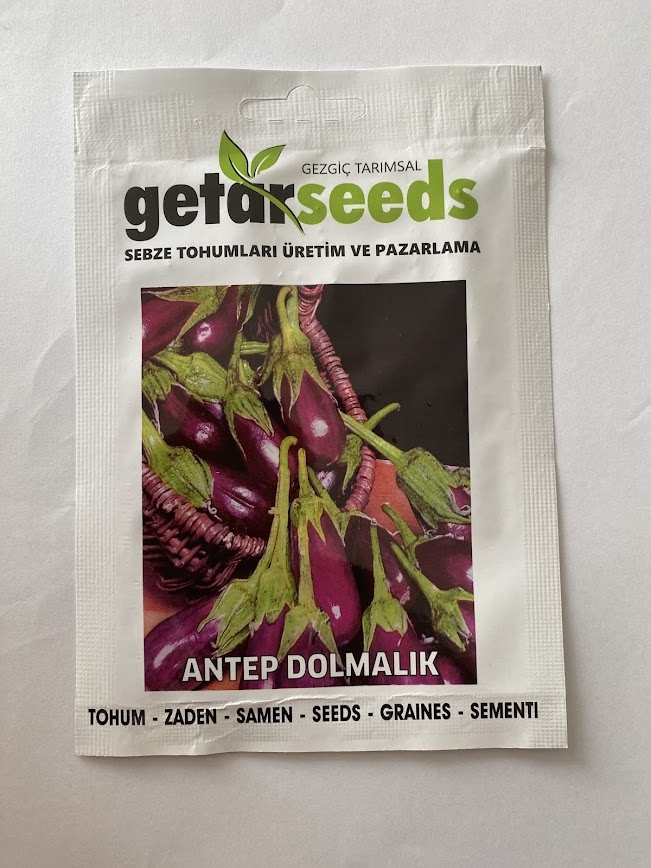 GEZGİÇ TARIMSAL
getarseeds
SEBZE TOHUMLARI ÜRETİM VE PAZARLAMA
ANTEP DOLMALIK
TOHUM - ZADEN - SAMEN - SEEDS - GRAINES - SEMENTI